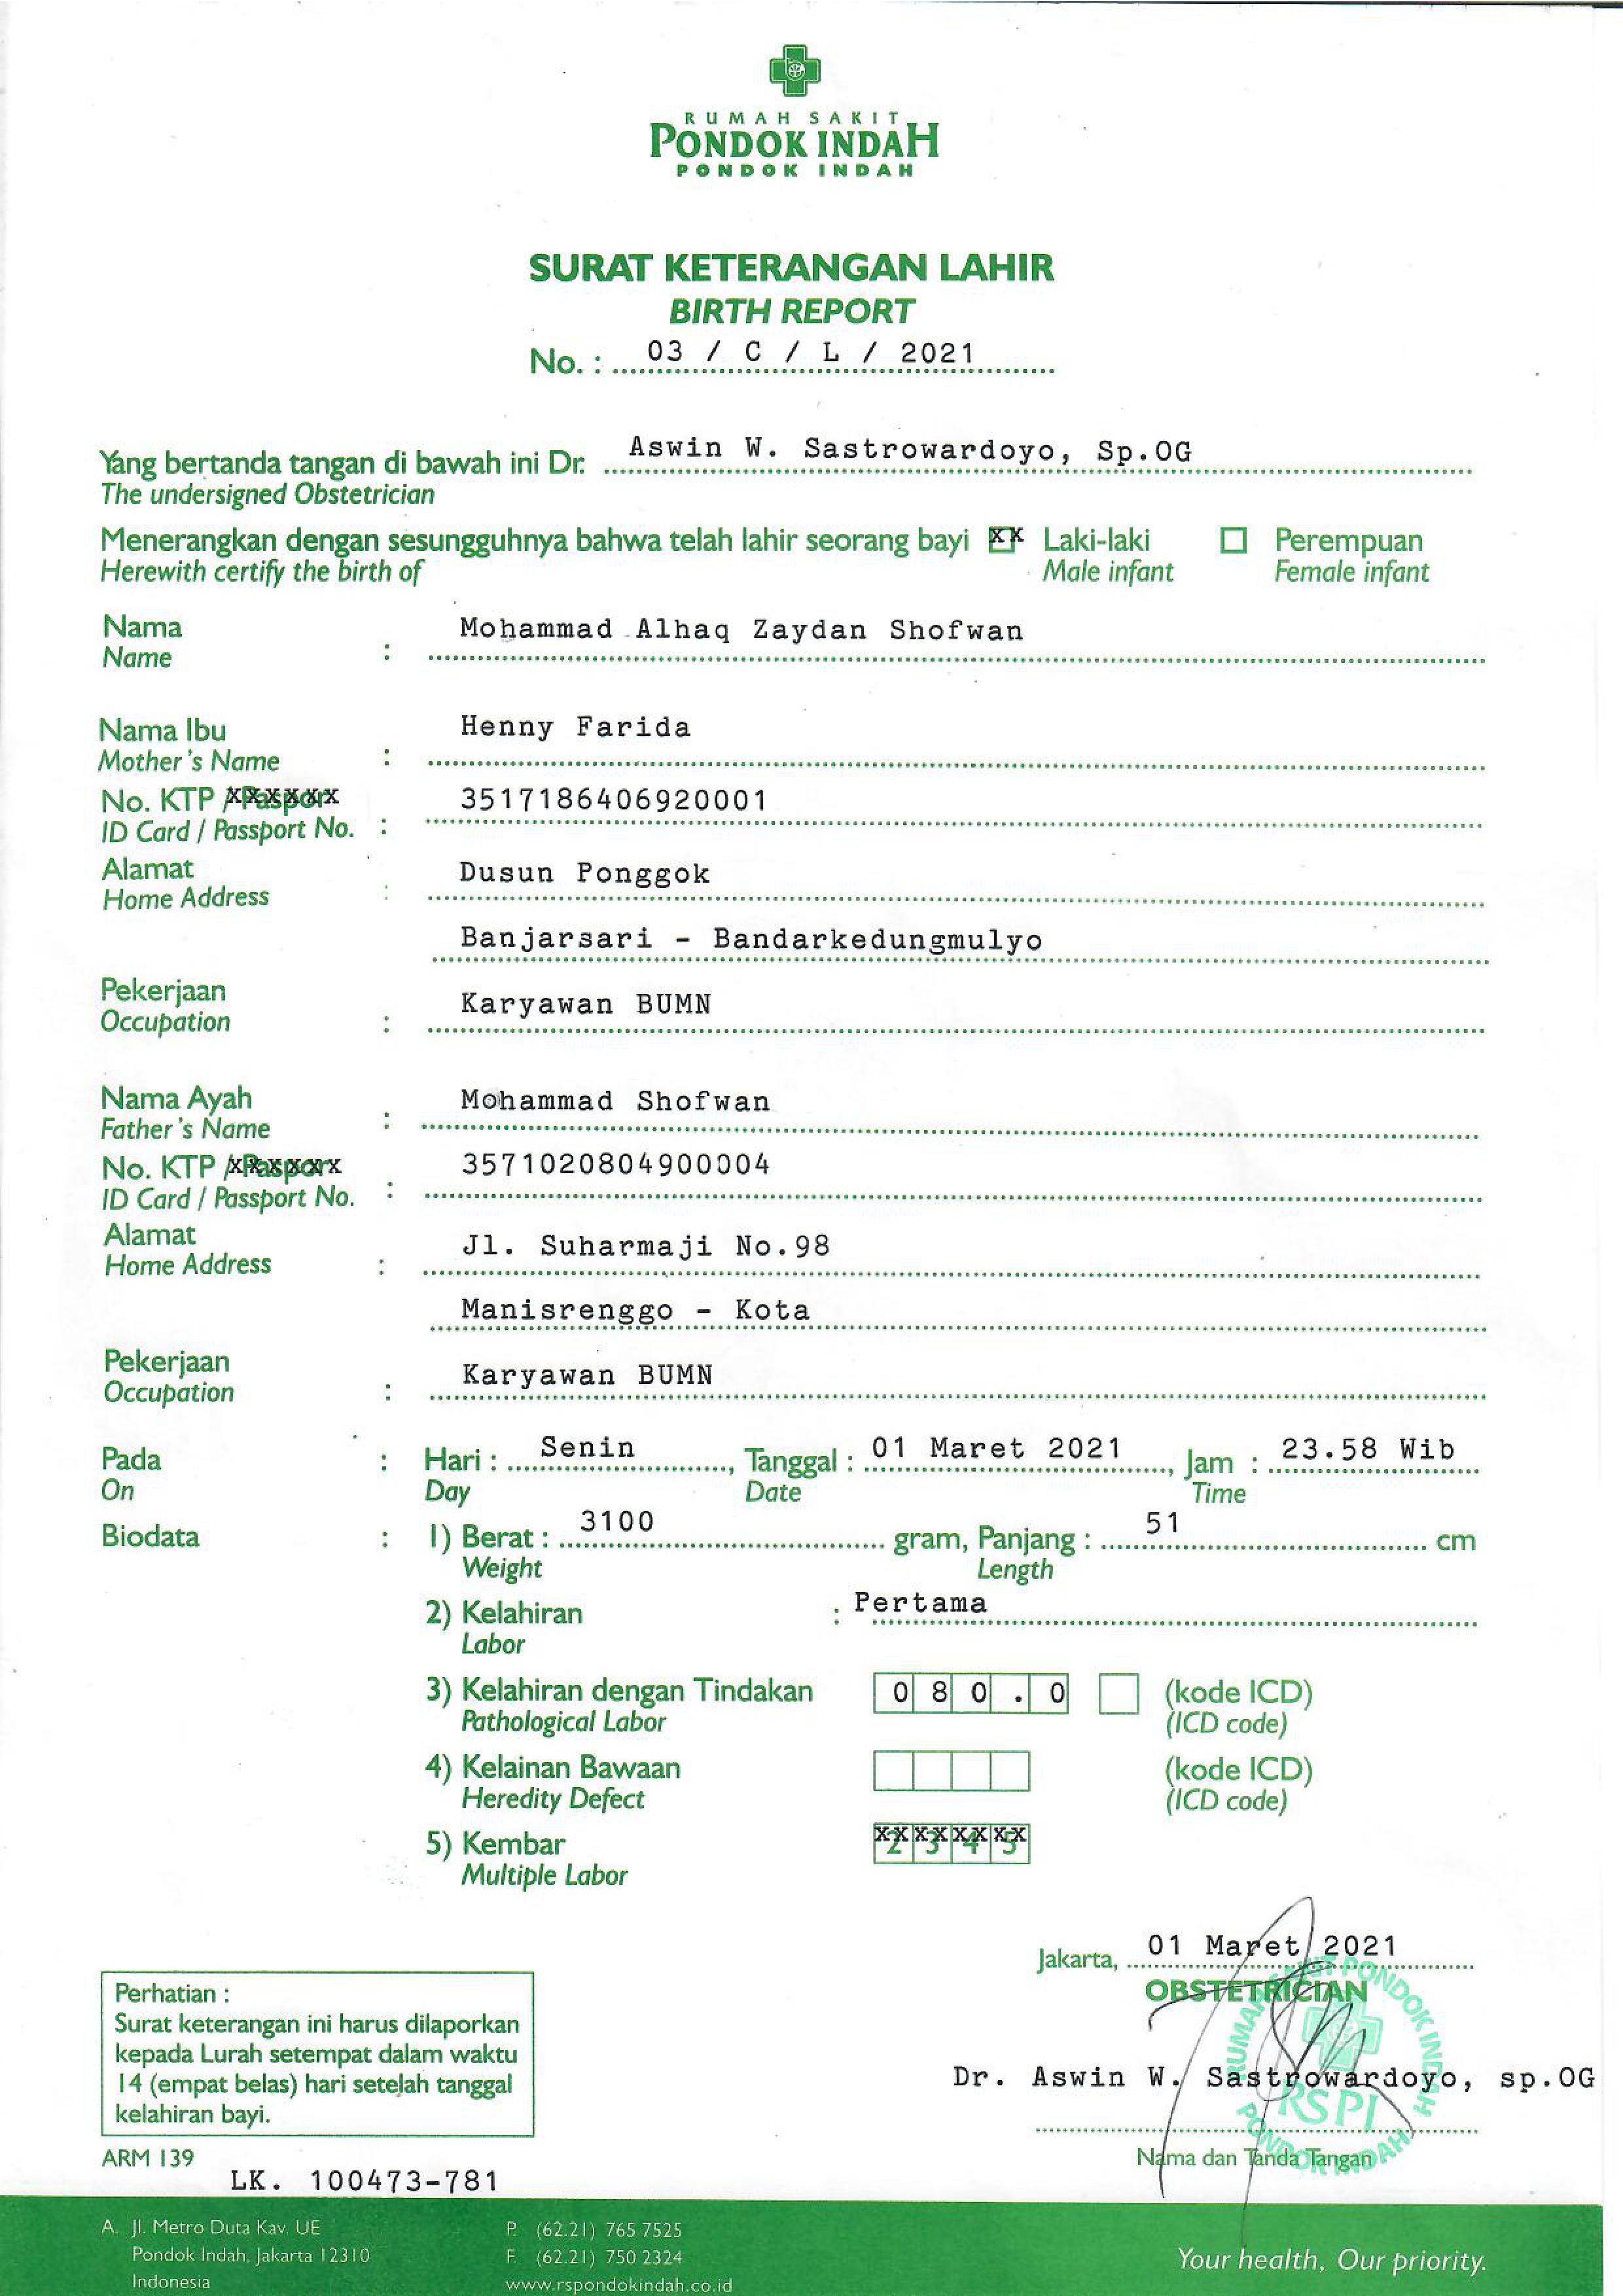 RUMAH SAKIT
PONDOK INDAH
PONDOK INDAH
SURAT KETERANGAN LAHIR
BIRTH REPORT
No. : 03 / C / L / 2021
Yang bertanda tangan di bawah ini Dr. Aswin W. Sastrowardoyo, Sp.OG
The undersigned Obstetrician
Menerangkan dengan sesungguhnya bahwa telah lahir seorang bayi XX Laki-laki Perempuan
Herewith certify the birth of Male infant Female infant
Nama Mohammad Alhaq Zaydan Shofwan
Name :
Nama Ibu Henny Farida
Mother's Name :
No. KTP / Paspor 3517186406920001
ID Card / Passport No. :
Alamat Dusun Ponggok
Home Address :
Banjarsari - Bandarkedungmulyo
Pekerjaan Karyawan BUMN
Occupation :
Nama Ayah Mohammad Shofwan
Father's Name :
No. KTP / Paspor 3571020804900004
ID Card / Passport No. :
Alamat Jl. Suharmaji No.98
Home Address :
Manisrenggo - Kota
Pekerjaan Karyawan BUMN
Occupation :
Pada : Hari : Senin, Tanggal : 01 Maret 2021, Jam : 23.58 Wib
On Day Date Time
Biodata : 1) Berat : 3100 gram, Panjang : 51 cm
Weight Length
2) Kelahiran : Pertama
Labor
3) Kelahiran dengan Tindakan 080.0 (kode ICD)
Pathological Labor (ICD code)
4) Kelainan Bawaan (kode ICD)
Heredity Defect (ICD code)
5) Kembar 2 3 4 5
Multiple Labor
Jakarta, 01 Maret 2021
OBSTETRICIAN
RUMAH SAKIT PONDOK INDAH
RSPI
PONDOK INDAH
Dr. Aswin W. Sastrowardoyo, sp.OG
Nama dan Tanda Tangan
Perhatian :
Surat keterangan ini harus dilaporkan
kepada Lurah setempat dalam waktu
14 (empat belas) hari setelah tanggal
kelahiran bayi.
ARM 139
LK. 100473-781
A. Jl. Metro Duta Kav. UE P. (62.21) 765 7525
Pondok Indah, Jakarta 12310 F. (62.21) 750 2324
Indonesia www.rspondokindah.co.id
Your health, Our priority.